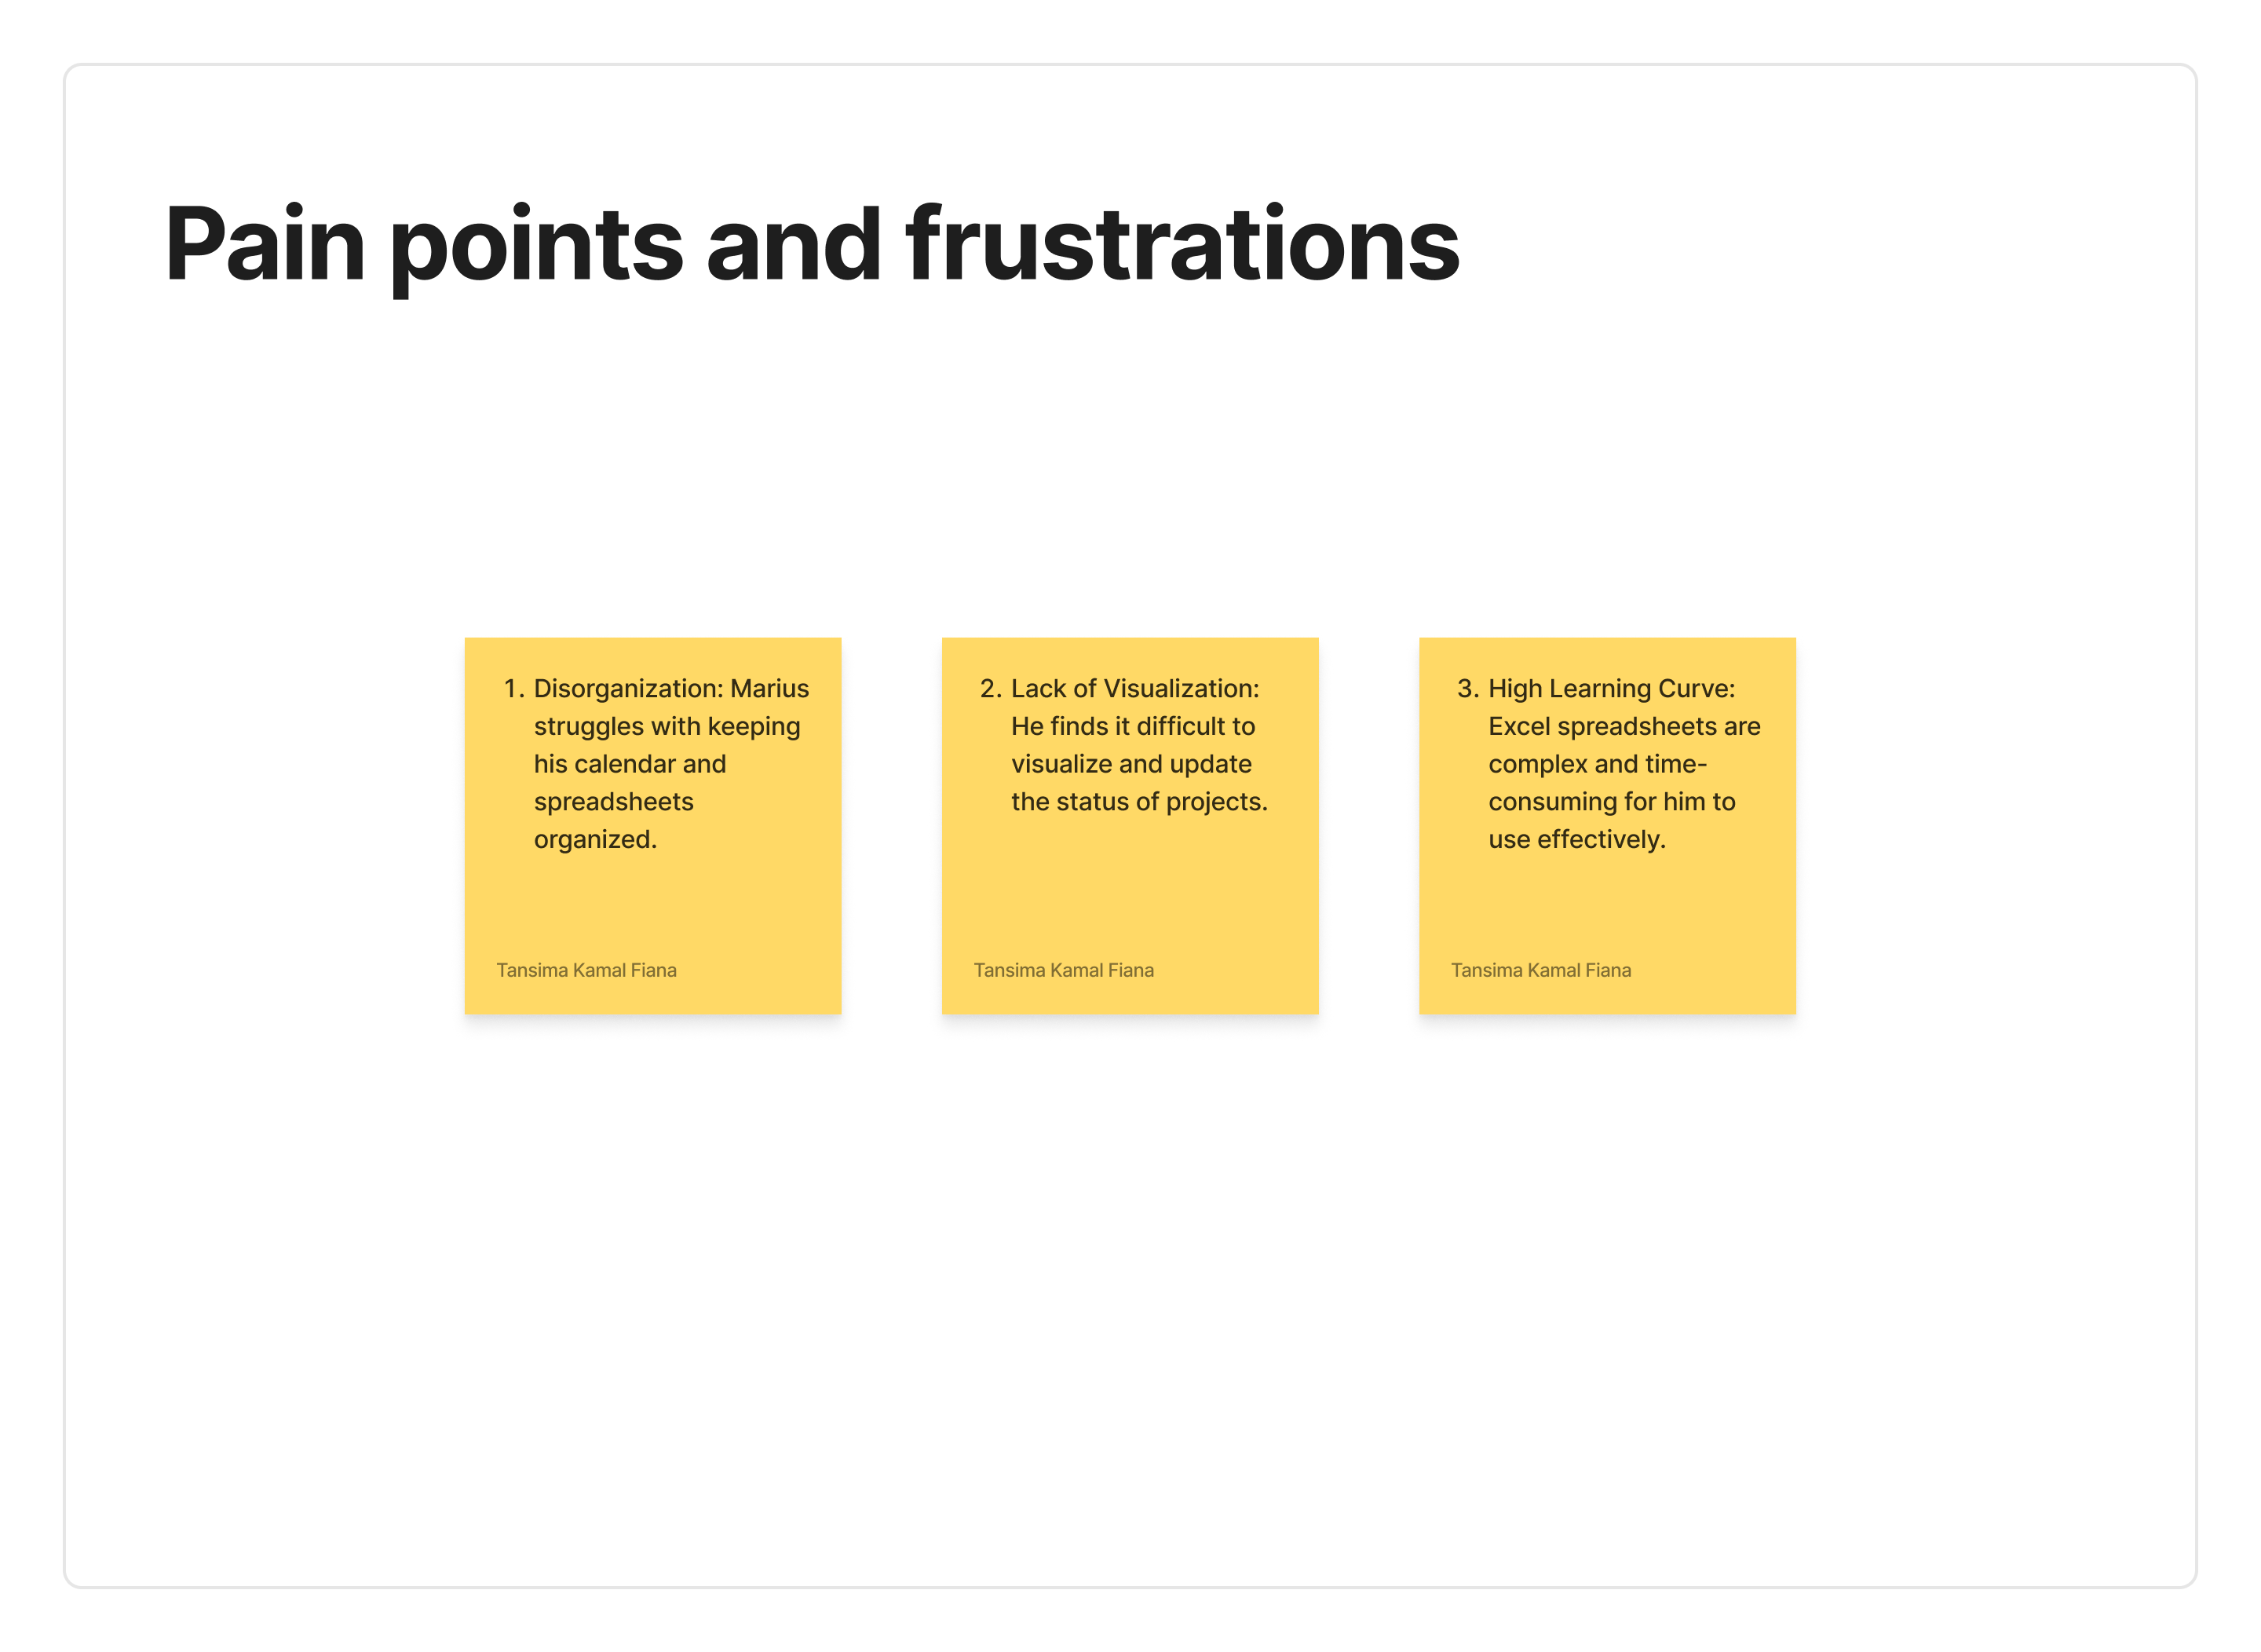 Pain points and frustrations
1. Disorganization: Marius
struggles with keeping
his calendar and
spreadsheets
organized.
Tansima Kamal Fiana
2. Lack of Visualization:
He finds it difficult to
visualize and update
the status of projects.
Tansima Kamal Fiana
3. High Learning Curve:
Excel spreadsheets are
complex and time-
consuming for him to
use effectively.
Tansima Kamal Fiana